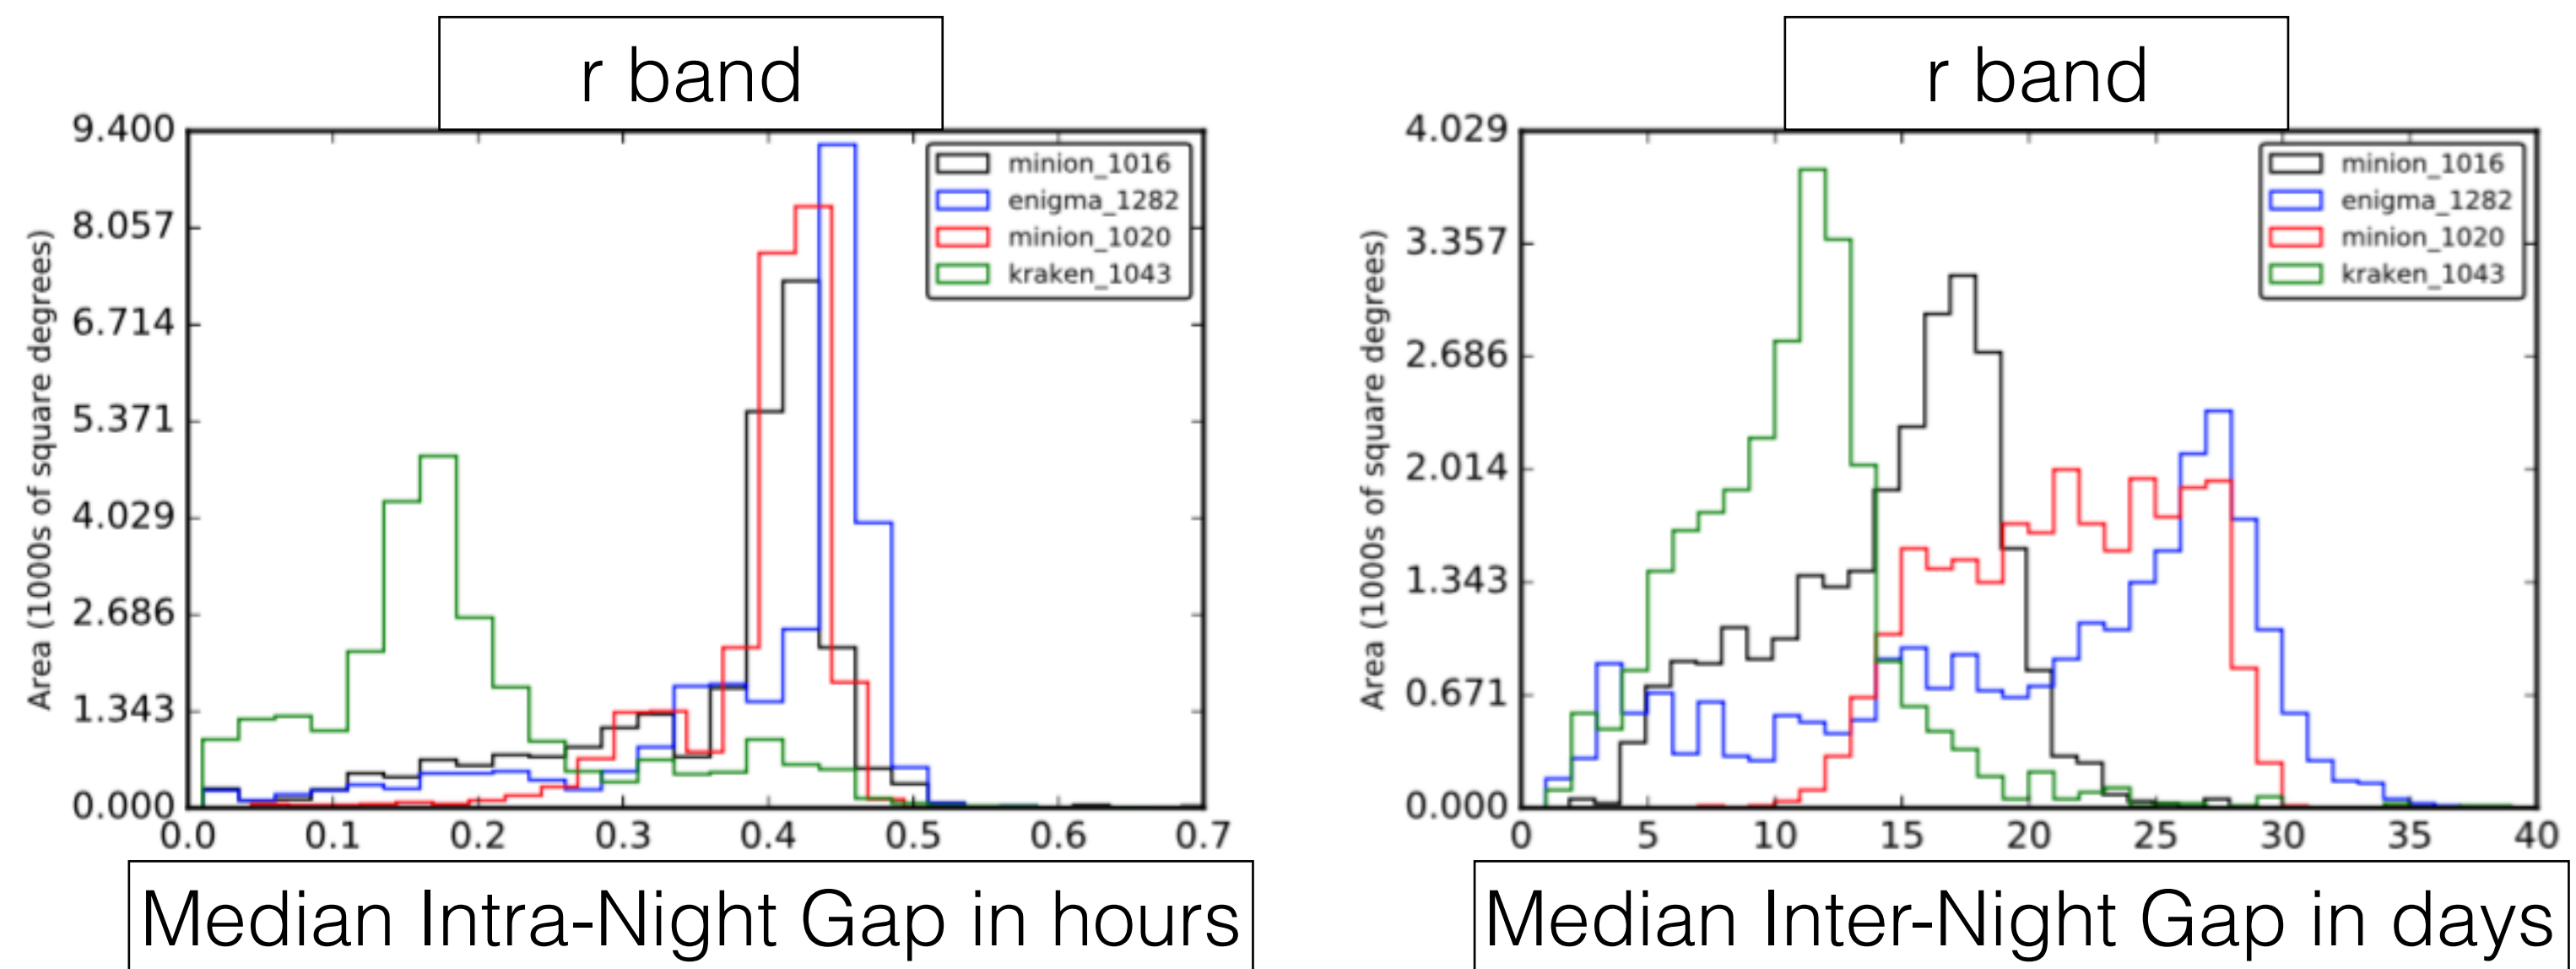 r band
9.400
8.057
6.714
5.371
4.029
2.686
1.343
0.000
Area (1000s of square degrees)
minion_1016
enigma_1282
minion_1020
kraken_1043
0.0 0.1 0.2 0.3 0.4 0.5 0.6 0.7
Median Intra-Night Gap in hours
r band
4.029
3.357
2.686
2.014
1.343
0.671
0.000
Area (1000s of square degrees)
minion_1016
enigma_1282
minion_1020
kraken_1043
0 5 10 15 20 25 30 35 40
Median Inter-Night Gap in days